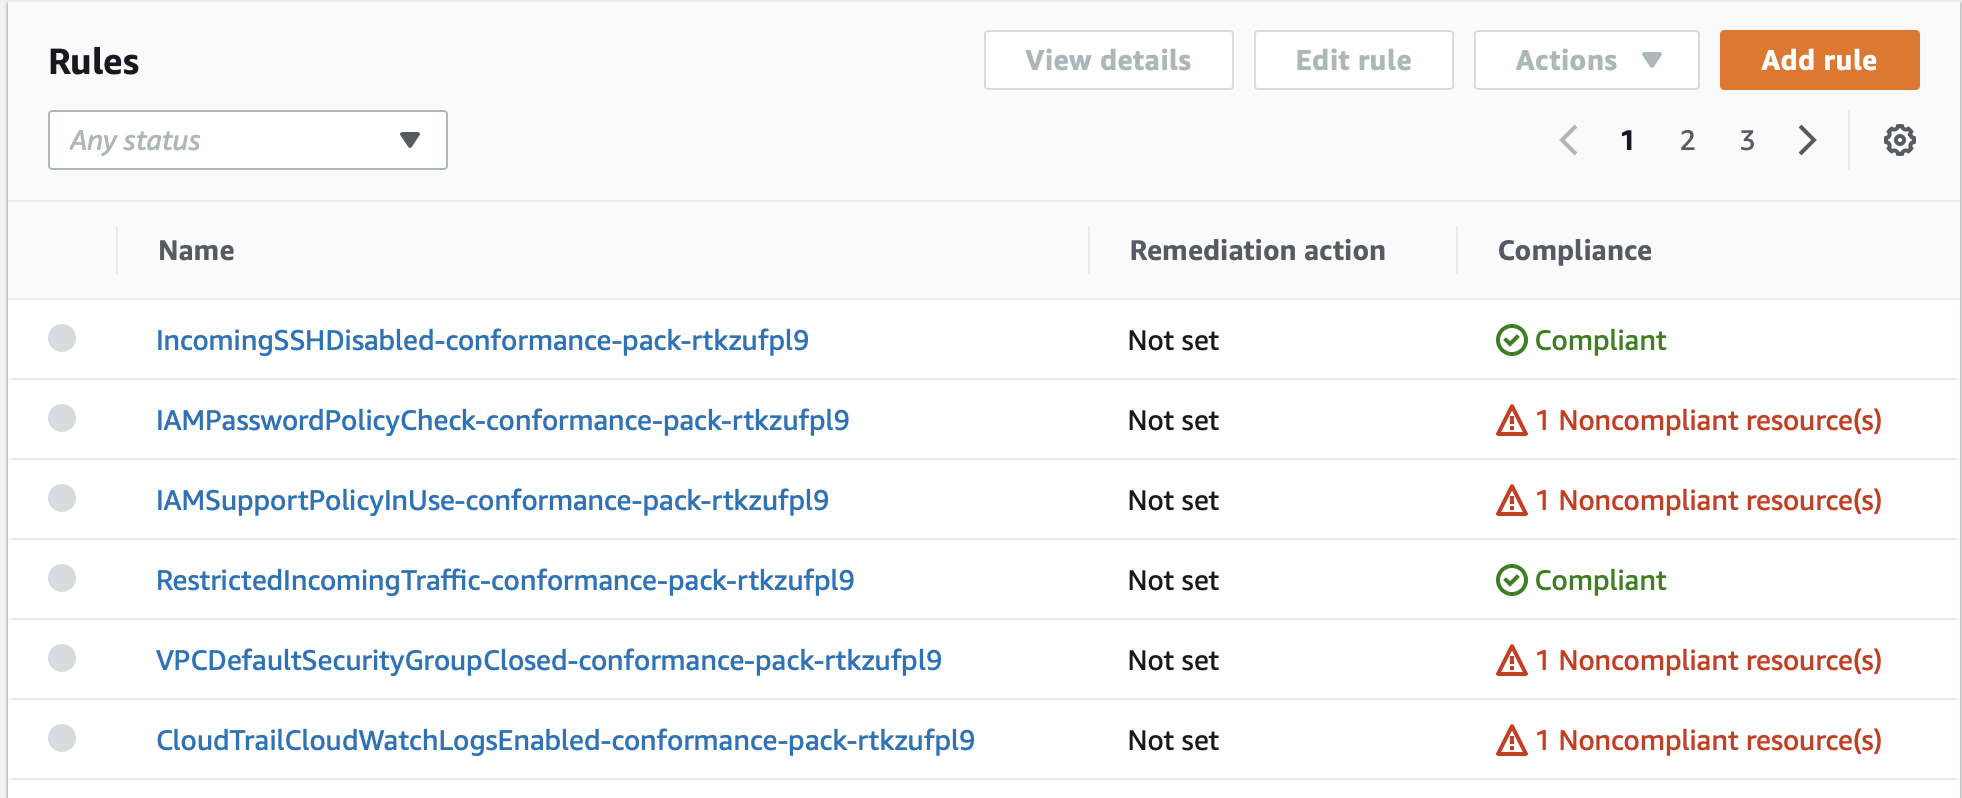 Rules
View details
Edit rule
Actions
Add rule
Any status
1 2 3
Name Remediation action Compliance
IncomingSSHDisabled-conformance-pack-rtkzufpl9 Not set Compliant
IAMPasswordPolicyCheck-conformance-pack-rtkzufpl9 Not set 1 Noncompliant resource(s)
IAMSupportPolicyInUse-conformance-pack-rtkzufpl9 Not set 1 Noncompliant resource(s)
RestrictedIncomingTraffic-conformance-pack-rtkzufpl9 Not set Compliant
VPCDefaultSecurityGroupClosed-conformance-pack-rtkzufpl9 Not set 1 Noncompliant resource(s)
CloudTrailCloudWatchLogsEnabled-conformance-pack-rtkzufpl9 Not set 1 Noncompliant resource(s)